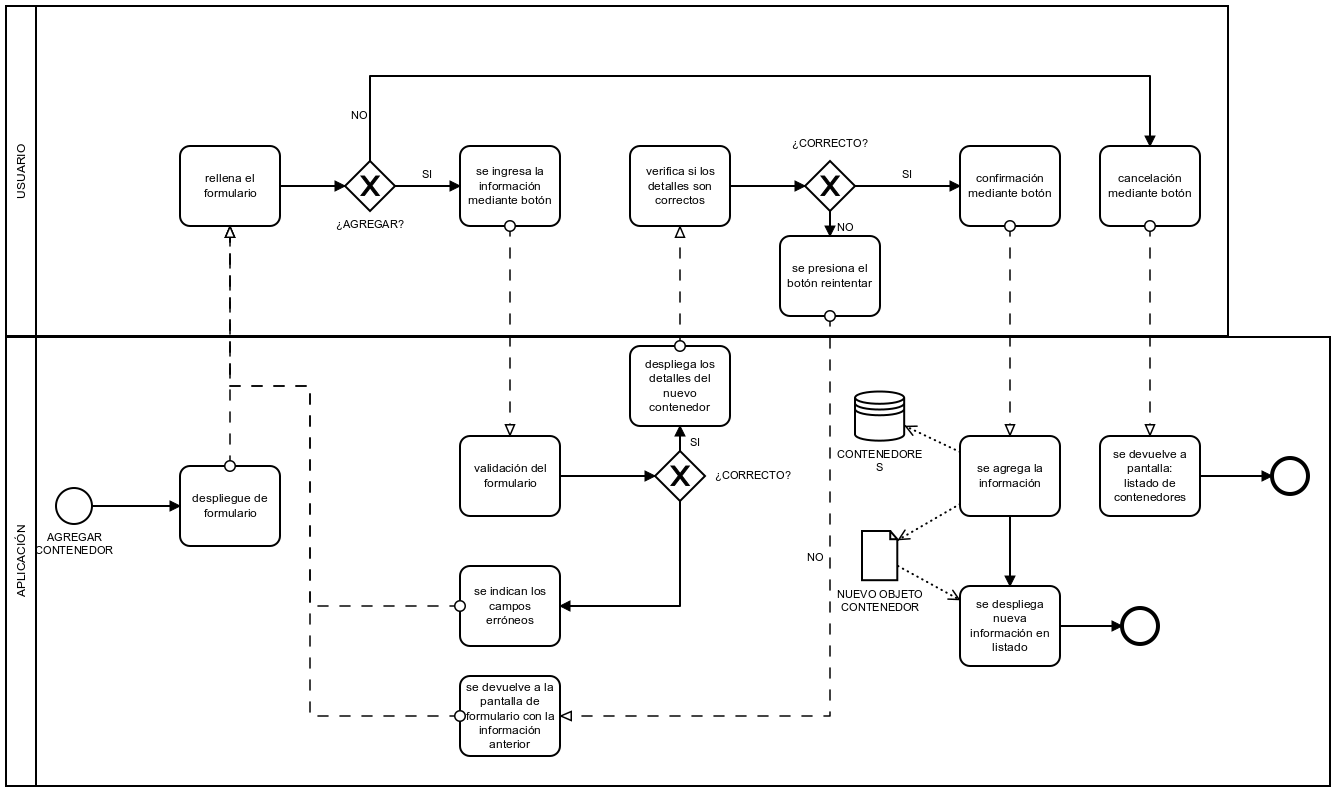 USUARIO
rellena el
formulario
NO
¿AGREGAR?
SI
se ingresa la
información
mediante botón
verifica si los
detalles son
correctos
¿CORRECTO?
SI
NO
se presiona el
botón reintentar
confirmación
mediante botón
cancelación
mediante botón
APLICACIÓN
AGREGAR
CONTENEDOR
despliegue de
formulario
validación del
formulario
despliega los
detalles del
nuevo
contenedor
SI
¿CORRECTO?
NO
se indican los
campos
erróneos
se devuelve a la
pantalla de
formulario con la
información
anterior
CONTENEDORE
S
NUEVO OBJETO
CONTENEDOR
se agrega la
información
se despliega
nueva
información en
listado
se devuelve a
pantalla:
listado de
contenedores